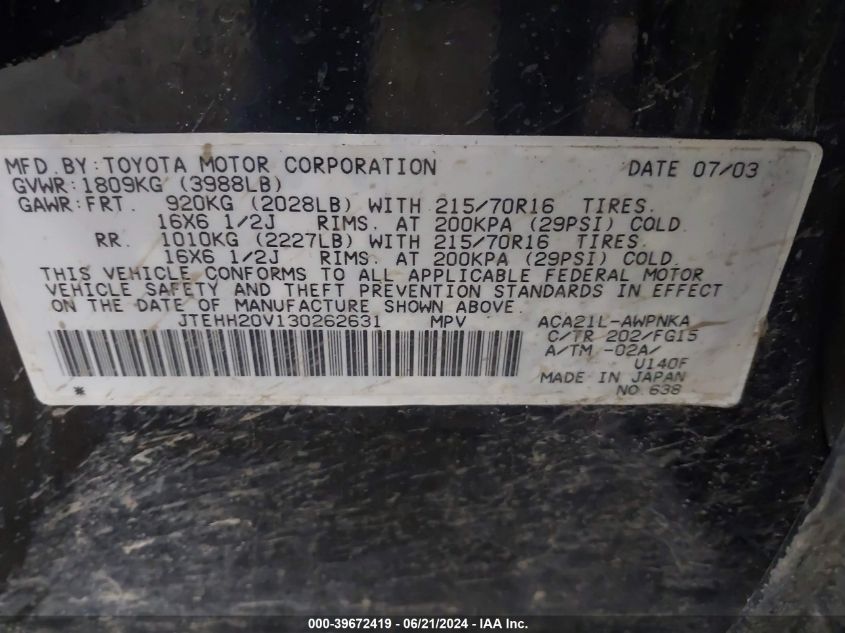 MFD. BY: TOYOTA MOTOR CORPORATION DATE 07/03
GVWR: 1809KG (3988LB)
GAWR: FRT. 920KG (2028LB) WITH 215/70R16 TIRES.
16X6 1/2J RIMS. AT 200KPA (29PSI) COLD.
RR. 1010KG (2227LB) WITH 215/70R16 TIRES.
16X6 1/2J RIMS. AT 200KPA (29PSI) COLD.
THIS VEHICLE CONFORMS TO ALL APPLICABLE FEDERAL MOTOR
VEHICLE SAFETY AND THEFT PREVENTION STANDARDS IN EFFECT
ON THE DATE OF MANUFACTURE SHOWN ABOVE.
JTEHH20V130262631 MPV ACA21L-AWPNKA
C/TR 202/FG15
A/TM -02A/
U140F
MADE IN JAPAN
* NO 638
000-39672419 - 06/21/2024 - IAA Inc.